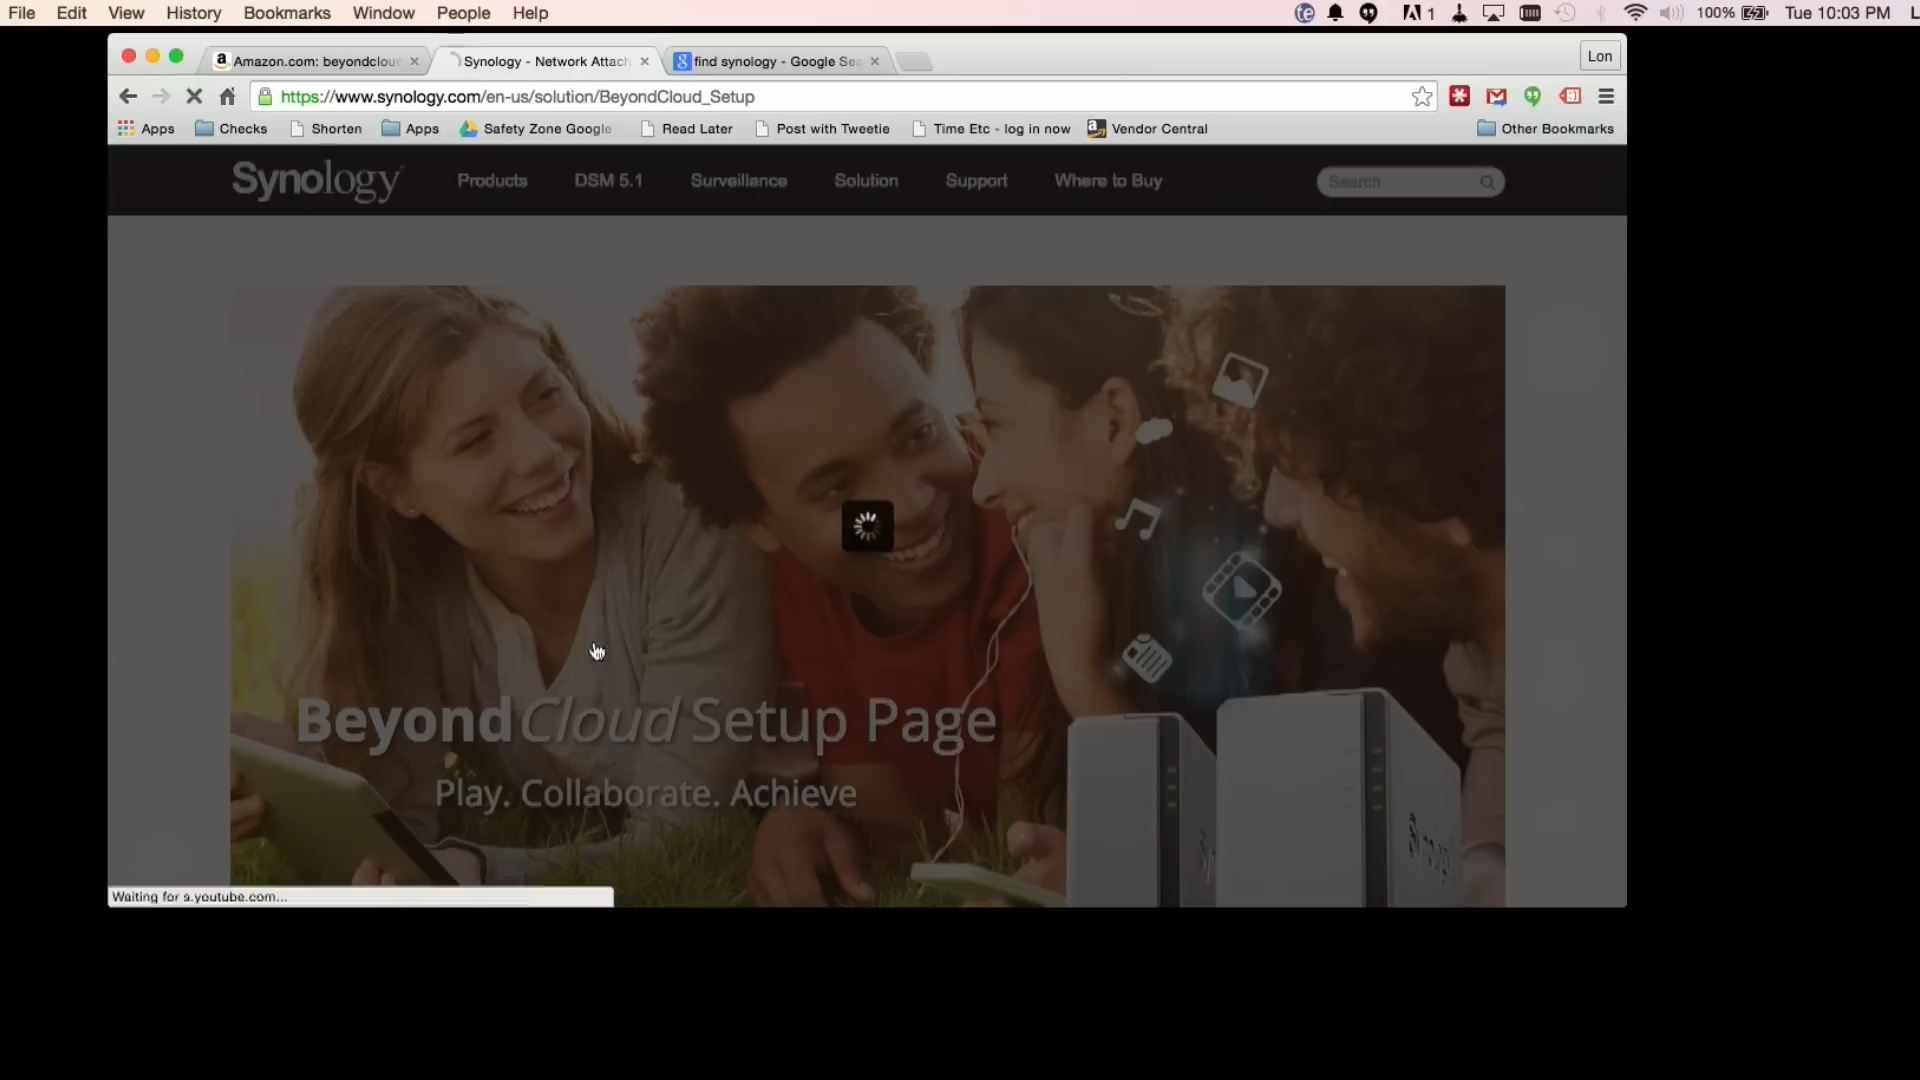 File Edit View History Bookmarks Window People Help 1 100% Tue 10:03 PM L
Amazon.com: beyondclou Synology - Network Attach find synology - Google Sea Lon
https://www.synology.com/en-us/solution/BeyondCloud_Setup
Apps Checks Shorten Apps Safety Zone Google Read Later Post with Tweetie Time Etc - log in now Vendor Central Other Bookmarks
Synology Products DSM 5.1 Surveillance Solution Support Where to Buy Search
BeyondCloud Setup Page
Play. Collaborate. Achieve
Synology
Waiting for s.youtube.com...